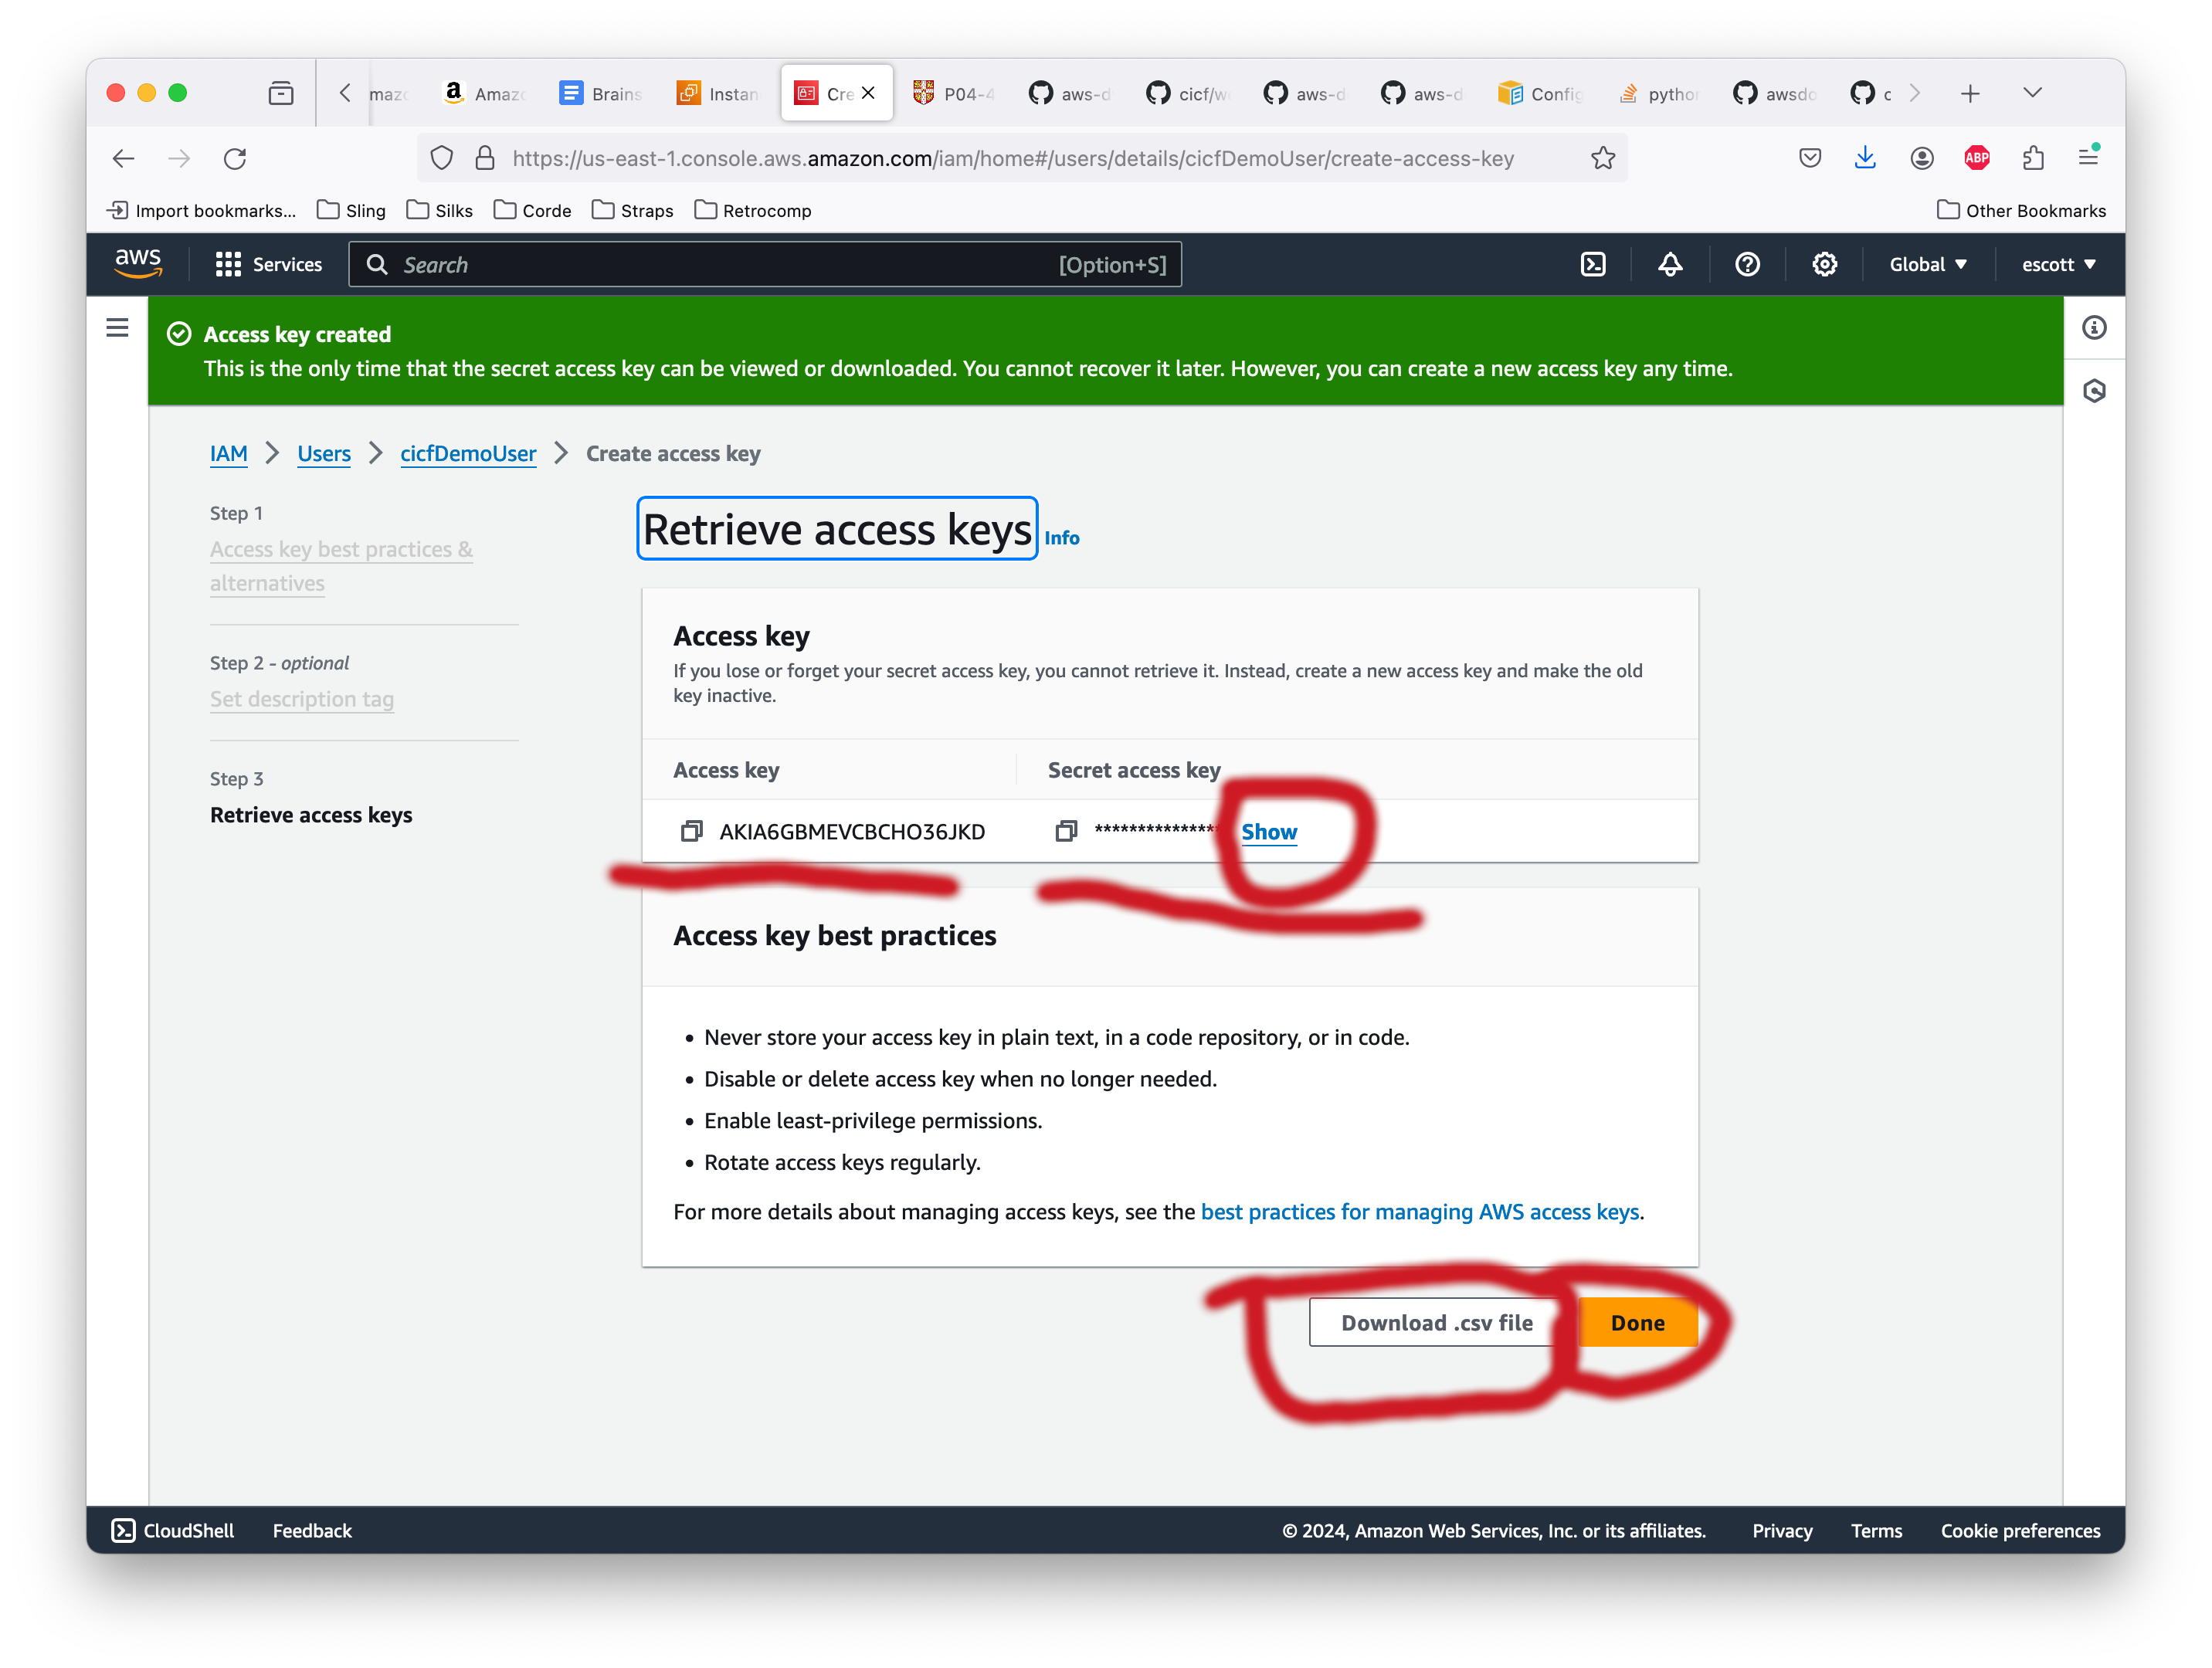 mazo
Amazo
Brains
Instan
Cre
P04-4
aws-d
cicf/w
aws-d
aws-d
Config
python
awsdo
c
https://us-east-1.console.aws.amazon.com/iam/home#/users/details/cicfDemoUser/create-access-key
ABP
Import bookmarks... Sling Silks Corde Straps Retrocomp Other Bookmarks
aws Services Search [Option+S] Global escott
Access key created
This is the only time that the secret access key can be viewed or downloaded. You cannot recover it later. However, you can create a new access key any time.
IAM > Users > cicfDemoUser > Create access key
Step 1
Access key best practices &
alternatives
Step 2 - optional
Set description tag
Step 3
Retrieve access keys
Retrieve access keys Info
Access key
If you lose or forget your secret access key, you cannot retrieve it. Instead, create a new access key and make the old
key inactive.
Access key Secret access key
AKIA6GBMEVCBCHO36JKD *************** Show
Access key best practices
• Never store your access key in plain text, in a code repository, or in code.
• Disable or delete access key when no longer needed.
• Enable least-privilege permissions.
• Rotate access keys regularly.
For more details about managing access keys, see the best practices for managing AWS access keys.
Download .csv file Done
CloudShell Feedback © 2024, Amazon Web Services, Inc. or its affiliates. Privacy Terms Cookie preferences